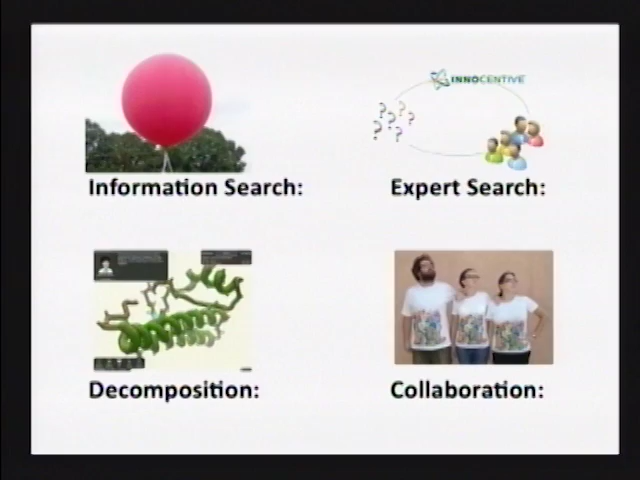 INNOCENTIVE
Information Search:
Expert Search:
Decomposition:
Collaboration: